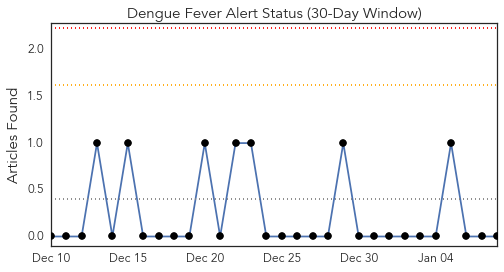 Dengue Fever Alert Status (30-Day Window)
2.0
1.5
1.0
0.5
0.0
Articles Found
Dec 10 Dec 15 Dec 20 Dec 25 Dec 30 Jan 04